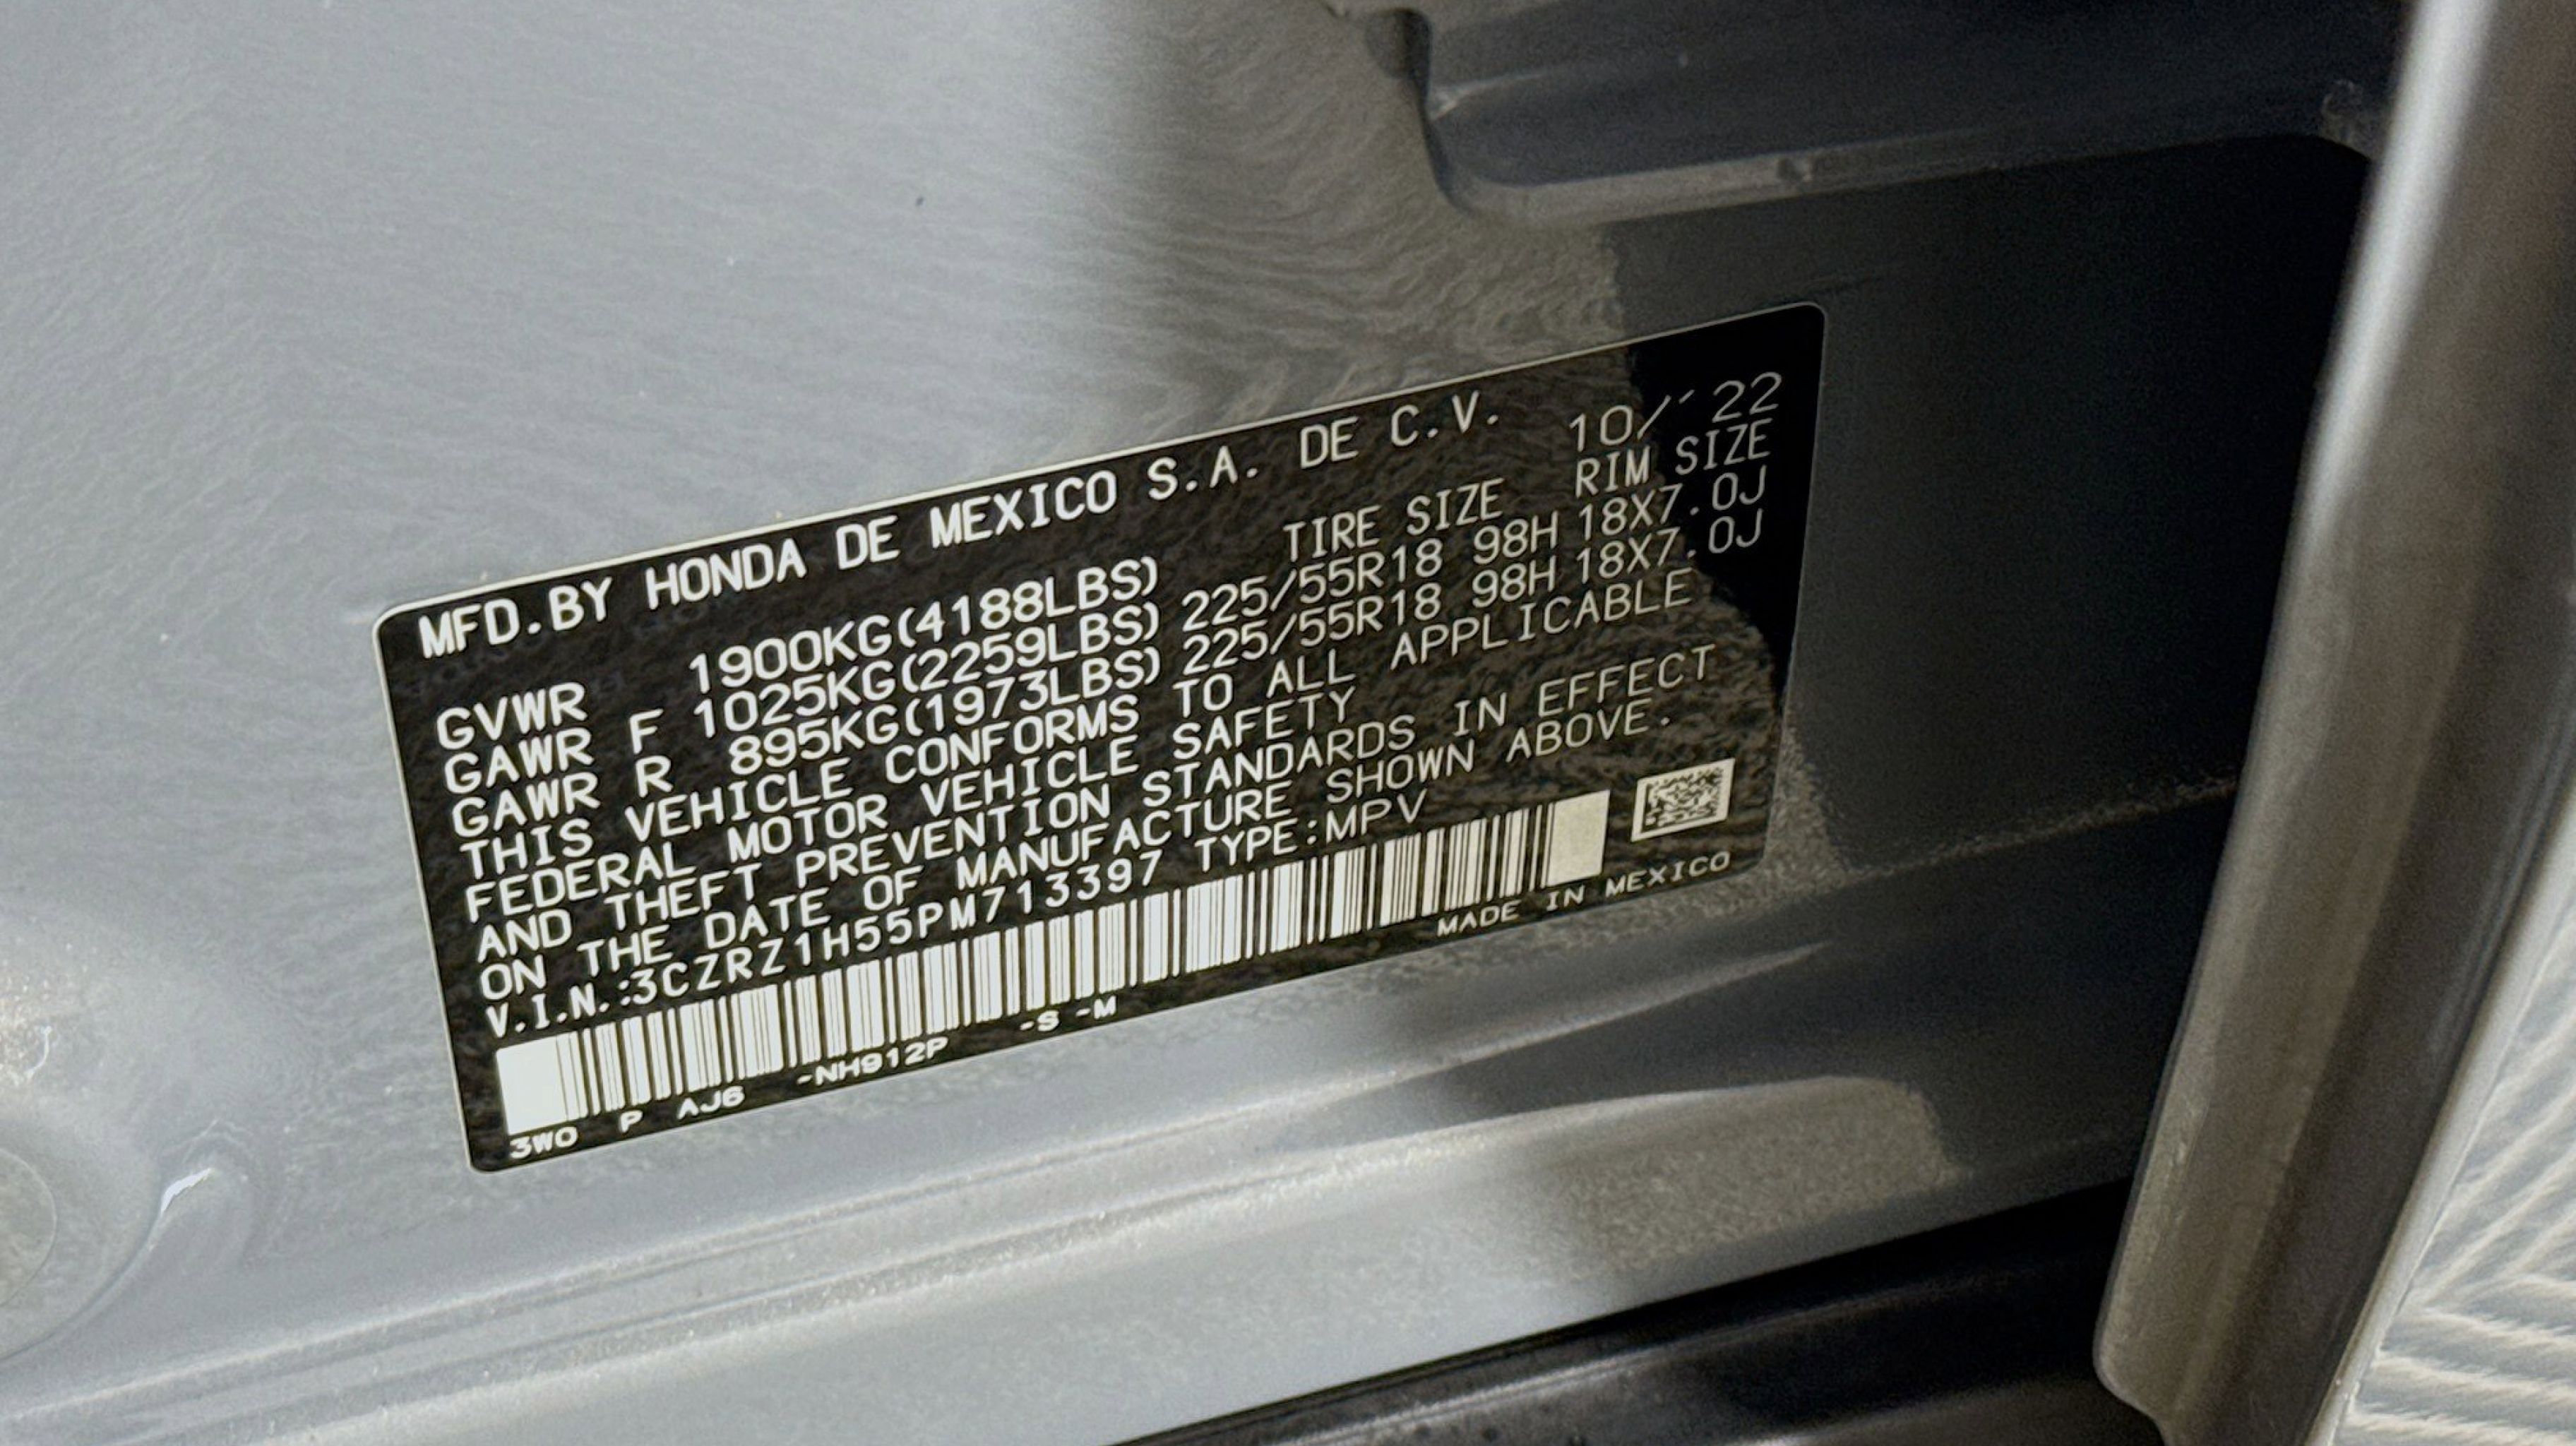 MFD.BY HONDA DE MEXICO S.A. DE C.V. 10/'22
TIRE SIZE RIM SIZE
GVWR 1900KG(4188LBS)
GAWR F 1025KG(2259LBS) 225/55R18 98H 18X7.0J
GAWR R 895KG(1973LBS) 225/55R18 98H 18X7.0J
THIS VEHICLE CONFORMS TO ALL APPLICABLE
FEDERAL MOTOR VEHICLE SAFETY
AND THEFT PREVENTION STANDARDS IN EFFECT
ON THE DATE OF MANUFACTURE SHOWN ABOVE.
V.I.N.:3CZRZ1H55PM713397 TYPE:MPV
3W0 P AJ6 -NH912P -S -M
MADE IN MEXICO